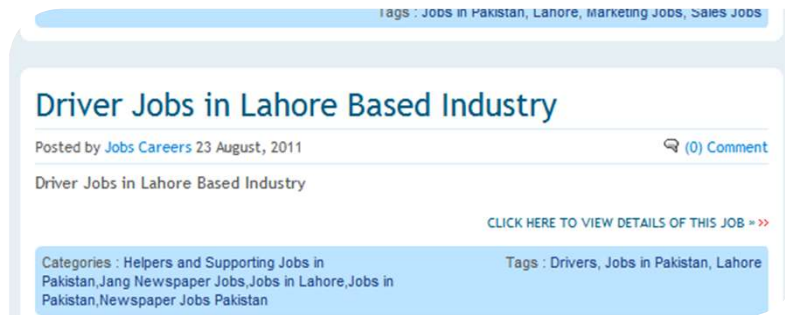 Tags : Jobs in Pakistan, Lahore, Marketing Jobs, Sales Jobs
Driver Jobs in Lahore Based Industry
Posted by Jobs Careers 23 August, 2011
(0) Comment
Driver Jobs in Lahore Based Industry
CLICK HERE TO VIEW DETAILS OF THIS JOB » >>
Categories : Helpers and Supporting Jobs in
Pakistan,Jang Newspaper Jobs,Jobs in Lahore,Jobs in
Pakistan,Newspaper Jobs Pakistan
Tags : Drivers, Jobs in Pakistan, Lahore